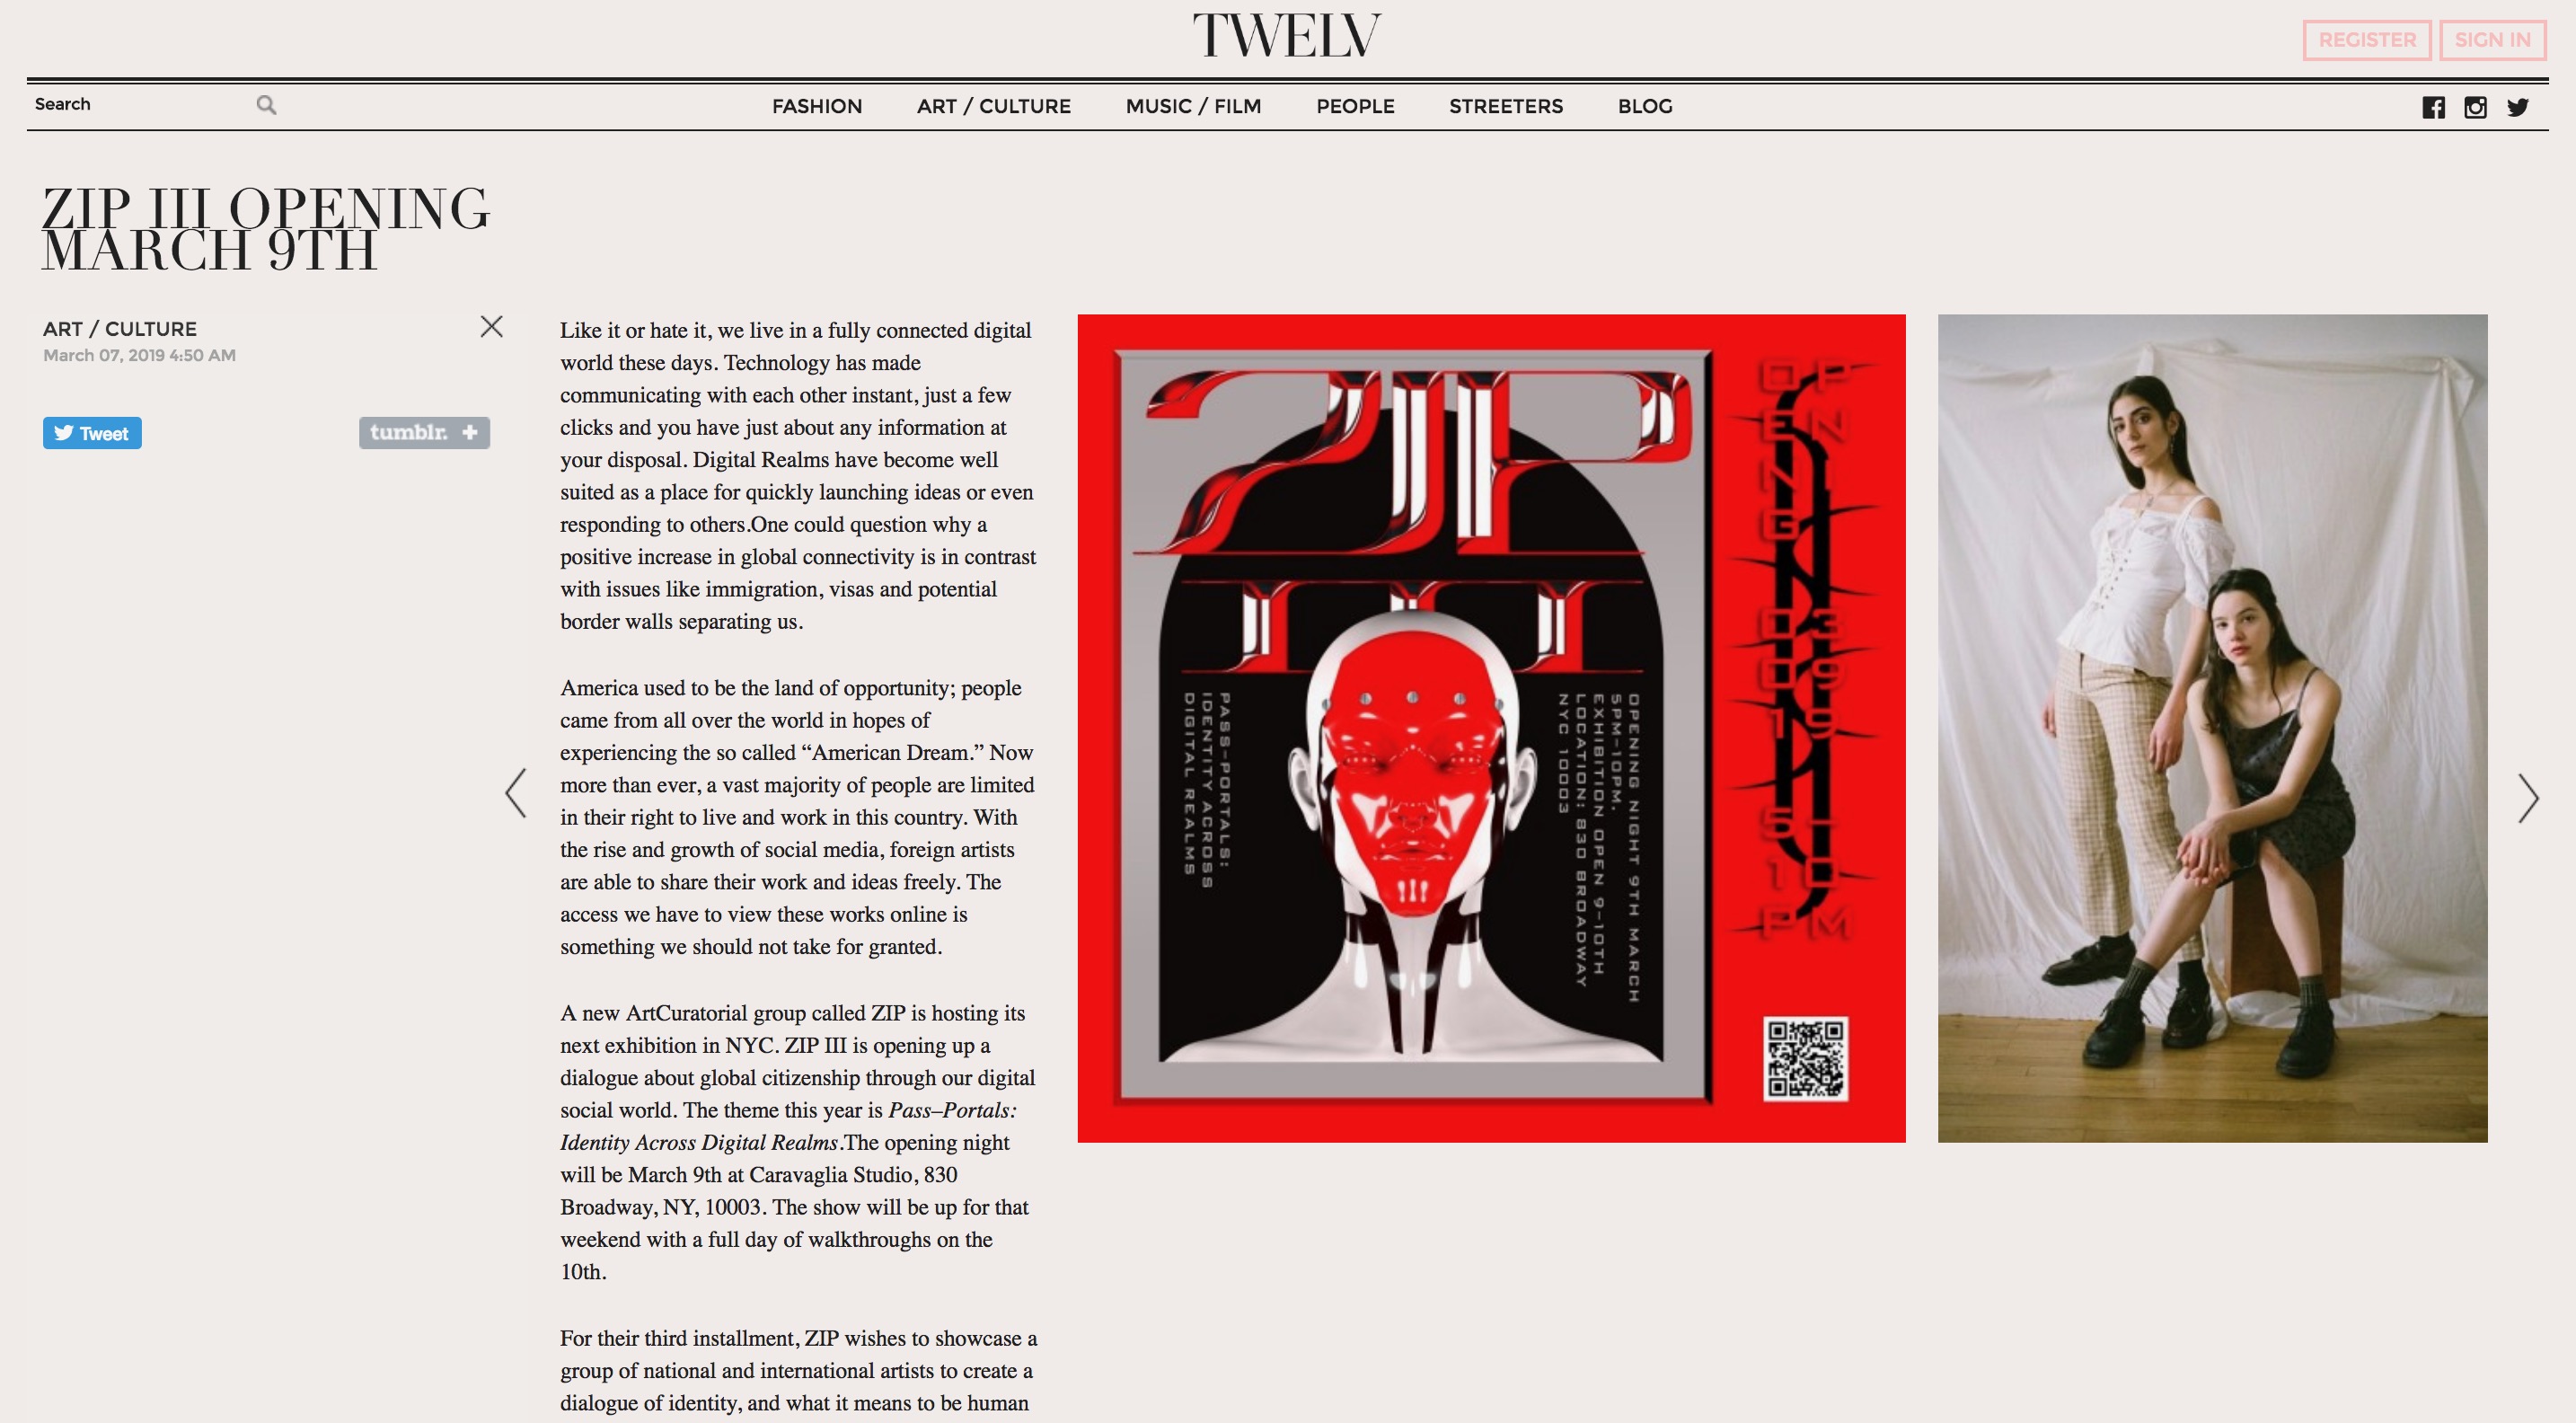 TWELV
REGISTER
SIGN IN
Search
FASHION
ART / CULTURE
MUSIC / FILM
PEOPLE
STREETERS
BLOG
ZIP III OPENING
MARCH 9TH
ART / CULTURE
March 07, 2019 4:50 AM
Tweet
tumblr. +
Like it or hate it, we live in a fully connected digital
world these days. Technology has made
communicating with each other instant, just a few
clicks and you have just about any information at
your disposal. Digital Realms have become well
suited as a place for quickly launching ideas or even
responding to others.One could question why a
positive increase in global connectivity is in contrast
with issues like immigration, visas and potential
border walls separating us.
America used to be the land of opportunity; people
came from all over the world in hopes of
experiencing the so called “American Dream.” Now
more than ever, a vast majority of people are limited
in their right to live and work in this country. With
the rise and growth of social media, foreign artists
are able to share their work and ideas freely. The
access we have to view these works online is
something we should not take for granted.
A new ArtCuratorial group called ZIP is hosting its
next exhibition in NYC. ZIP III is opening up a
dialogue about global citizenship through our digital
social world. The theme this year is Pass–Portals:
Identity Across Digital Realms.The opening night
will be March 9th at Caravaglia Studio, 830
Broadway, NY, 10003. The show will be up for that
weekend with a full day of walkthroughs on the
10th.
For their third installment, ZIP wishes to showcase a
group of national and international artists to create a
dialogue of identity, and what it means to be human
ZIP
III
PASS-PORTALS:
IDENTITY ACROSS
DIGITAL REALMS
OPENING NIGHT 9TH MARCH
5PM-10PM.
EXHIBITION OPEN 9-10TH
LOCATION: 830 BROADWAY
NYC 10003
OP
EN
NI
NG
03
09
19
5-
10
PM